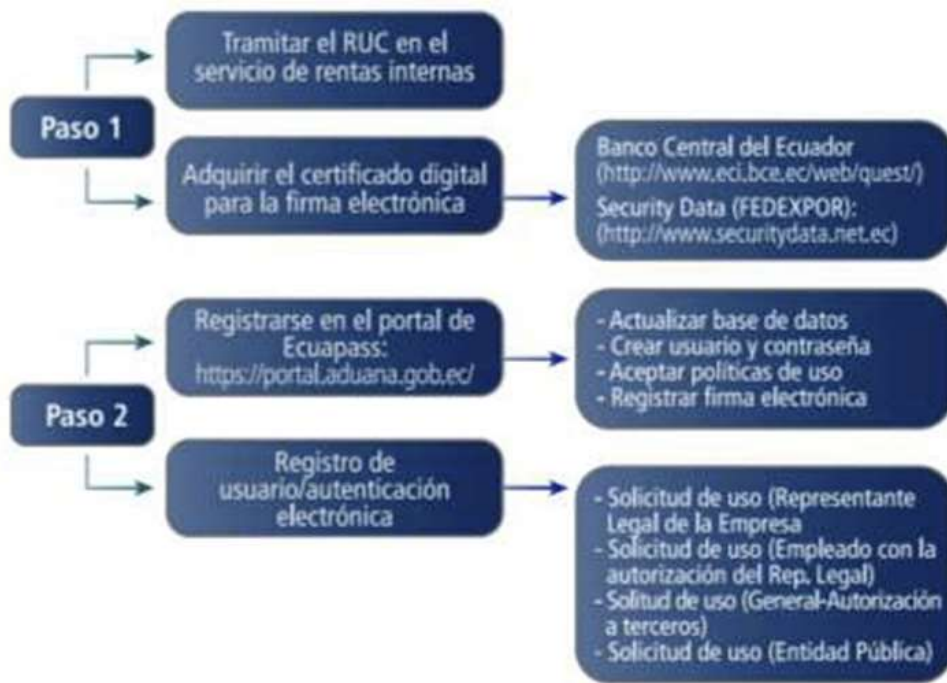 Paso 1
Tramitar el RUC en el
servicio de rentas internas
Adquirir el certificado digital
para la firma electrónica
Banco Central del Ecuador
(http://www.eci.bce.ec/web/quest/)
Security Data (FEDEXPOR):
(http://www.securitydata.net.ec)
Paso 2
Registrarse en el portal de
Ecuapass:
https://portal.aduana.gob.ec/
- Actualizar base de datos
- Crear usuario y contraseña
- Aceptar políticas de uso
- Registrar firma electrónica
Registro de
usuario/autenticación
electrónica
- Solicitud de uso (Representante
Legal de la Empresa
- Solicitud de uso (Empleado con la
autorización del Rep. Legal)
- Solitud de uso (General-Autorización
a terceros)
- Solicitud de uso (Entidad Pública)